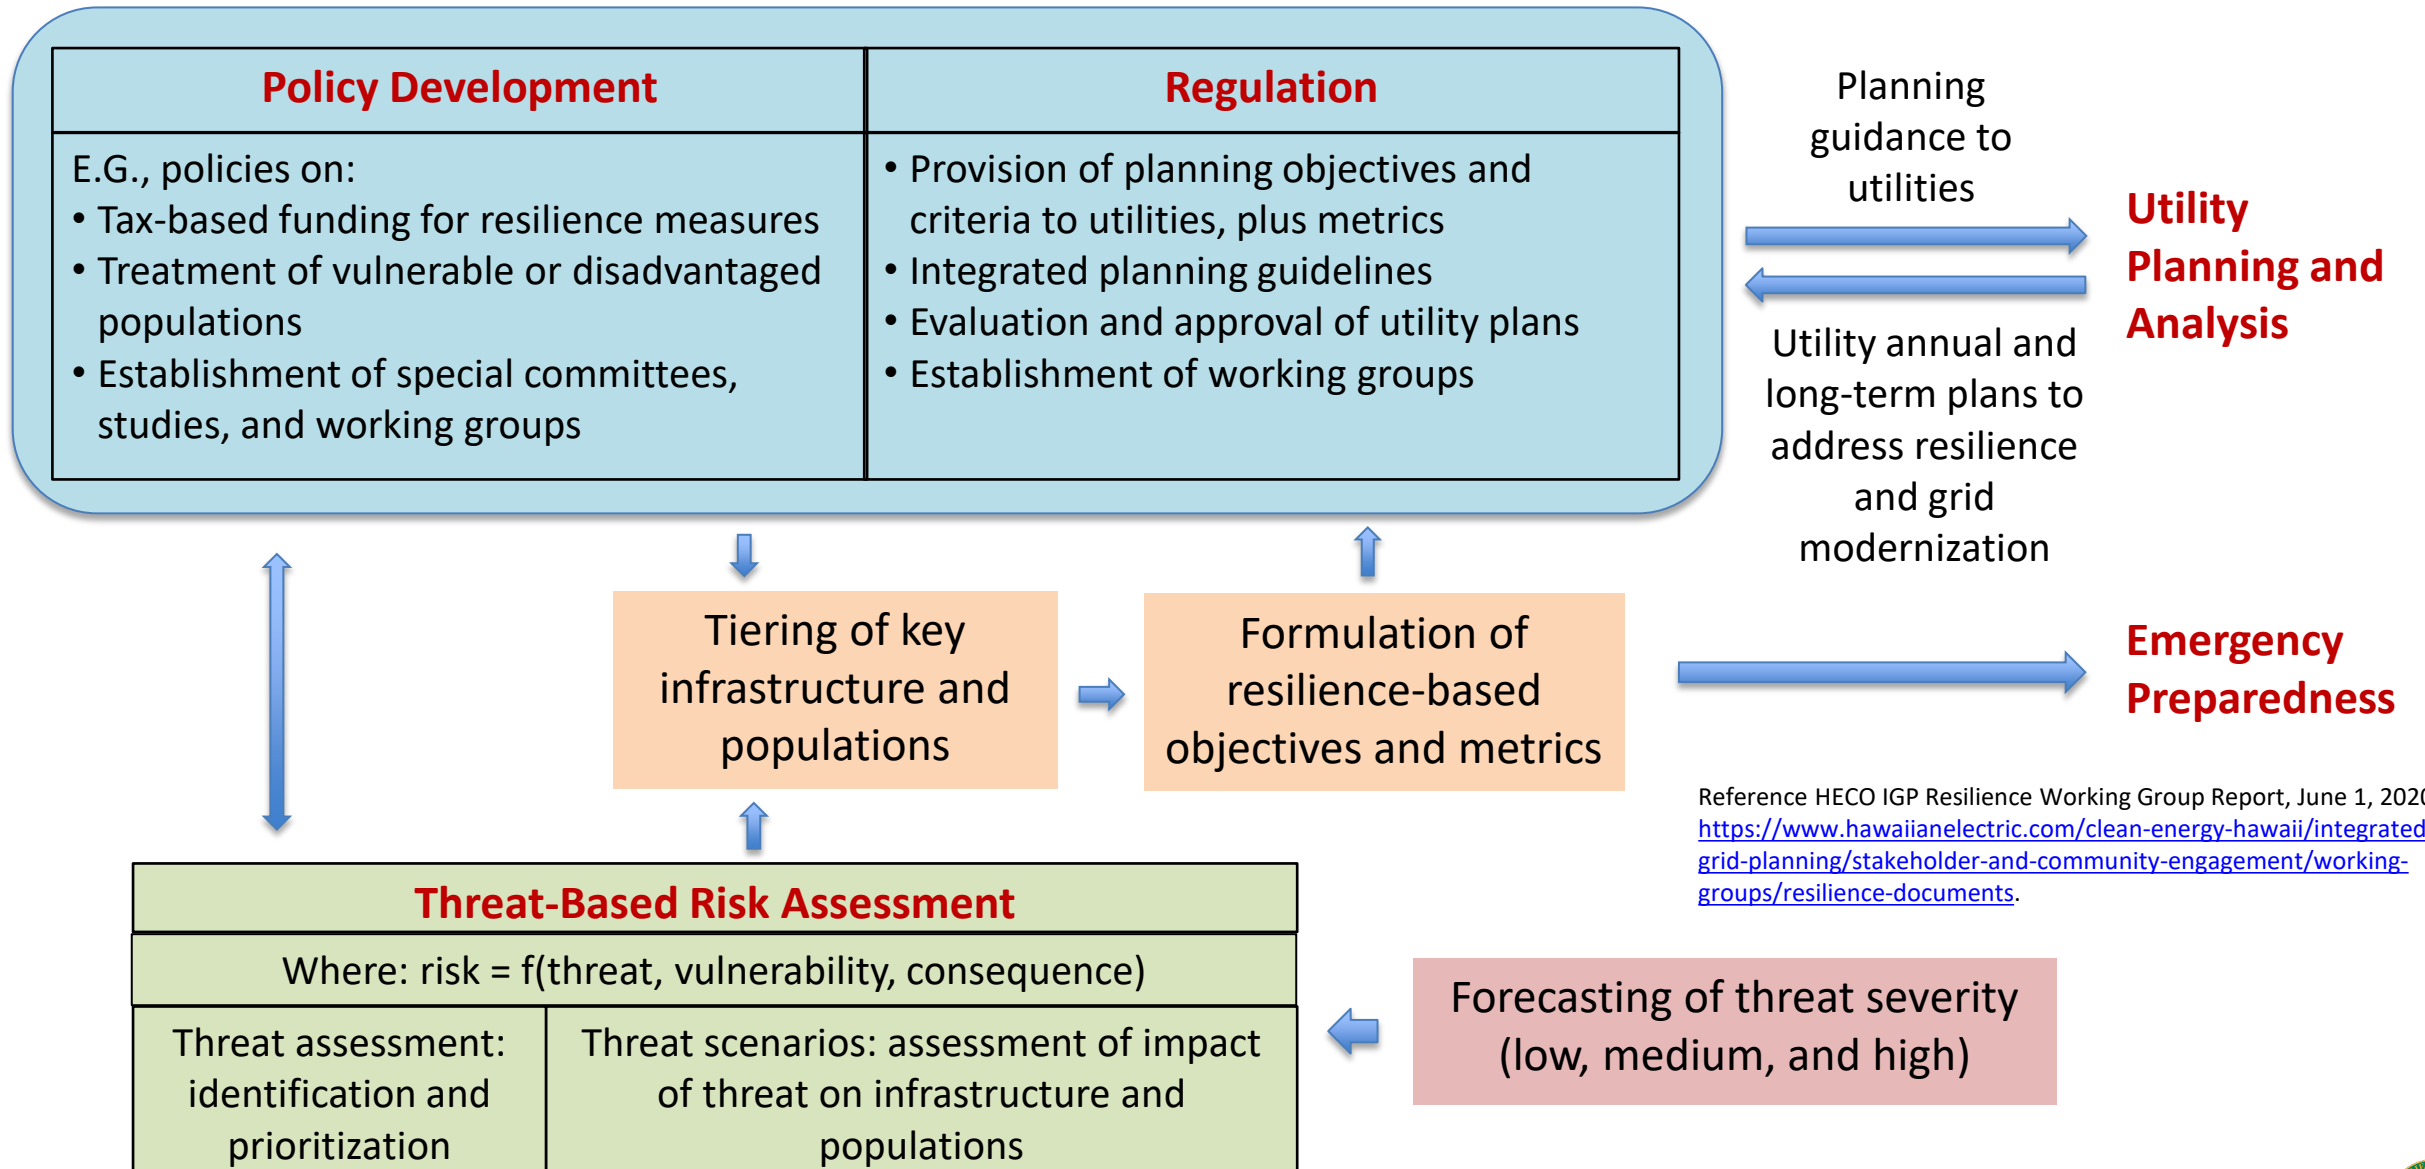 Policy Development
E.G., policies on:
• Tax-based funding for resilience measures
• Treatment of vulnerable or disadvantaged
populations
• Establishment of special committees,
studies, and working groups
Regulation
• Provision of planning objectives and
criteria to utilities, plus metrics
• Integrated planning guidelines
• Evaluation and approval of utility plans
• Establishment of working groups
Planning
guidance to
utilities
Utility annual and
long-term plans to
address resilience
and grid
modernization
Utility
Planning and
Analysis
Tiering of key
infrastructure and
populations
Formulation of
resilience-based
objectives and metrics
Emergency
Preparedness
Reference HECO IGP Resilience Working Group Report, June 1, 2020
https://www.hawaiianelectric.com/clean-energy-hawaii/integrated
grid-planning/stakeholder-and-community-engagement/working-
groups/resilience-documents.
Threat-Based Risk Assessment
Where: risk = f(threat, vulnerability, consequence)
Threat assessment:
identification and
prioritization
Threat scenarios: assessment of impact
of threat on infrastructure and
populations
Forecasting of threat severity
(low, medium, and high)